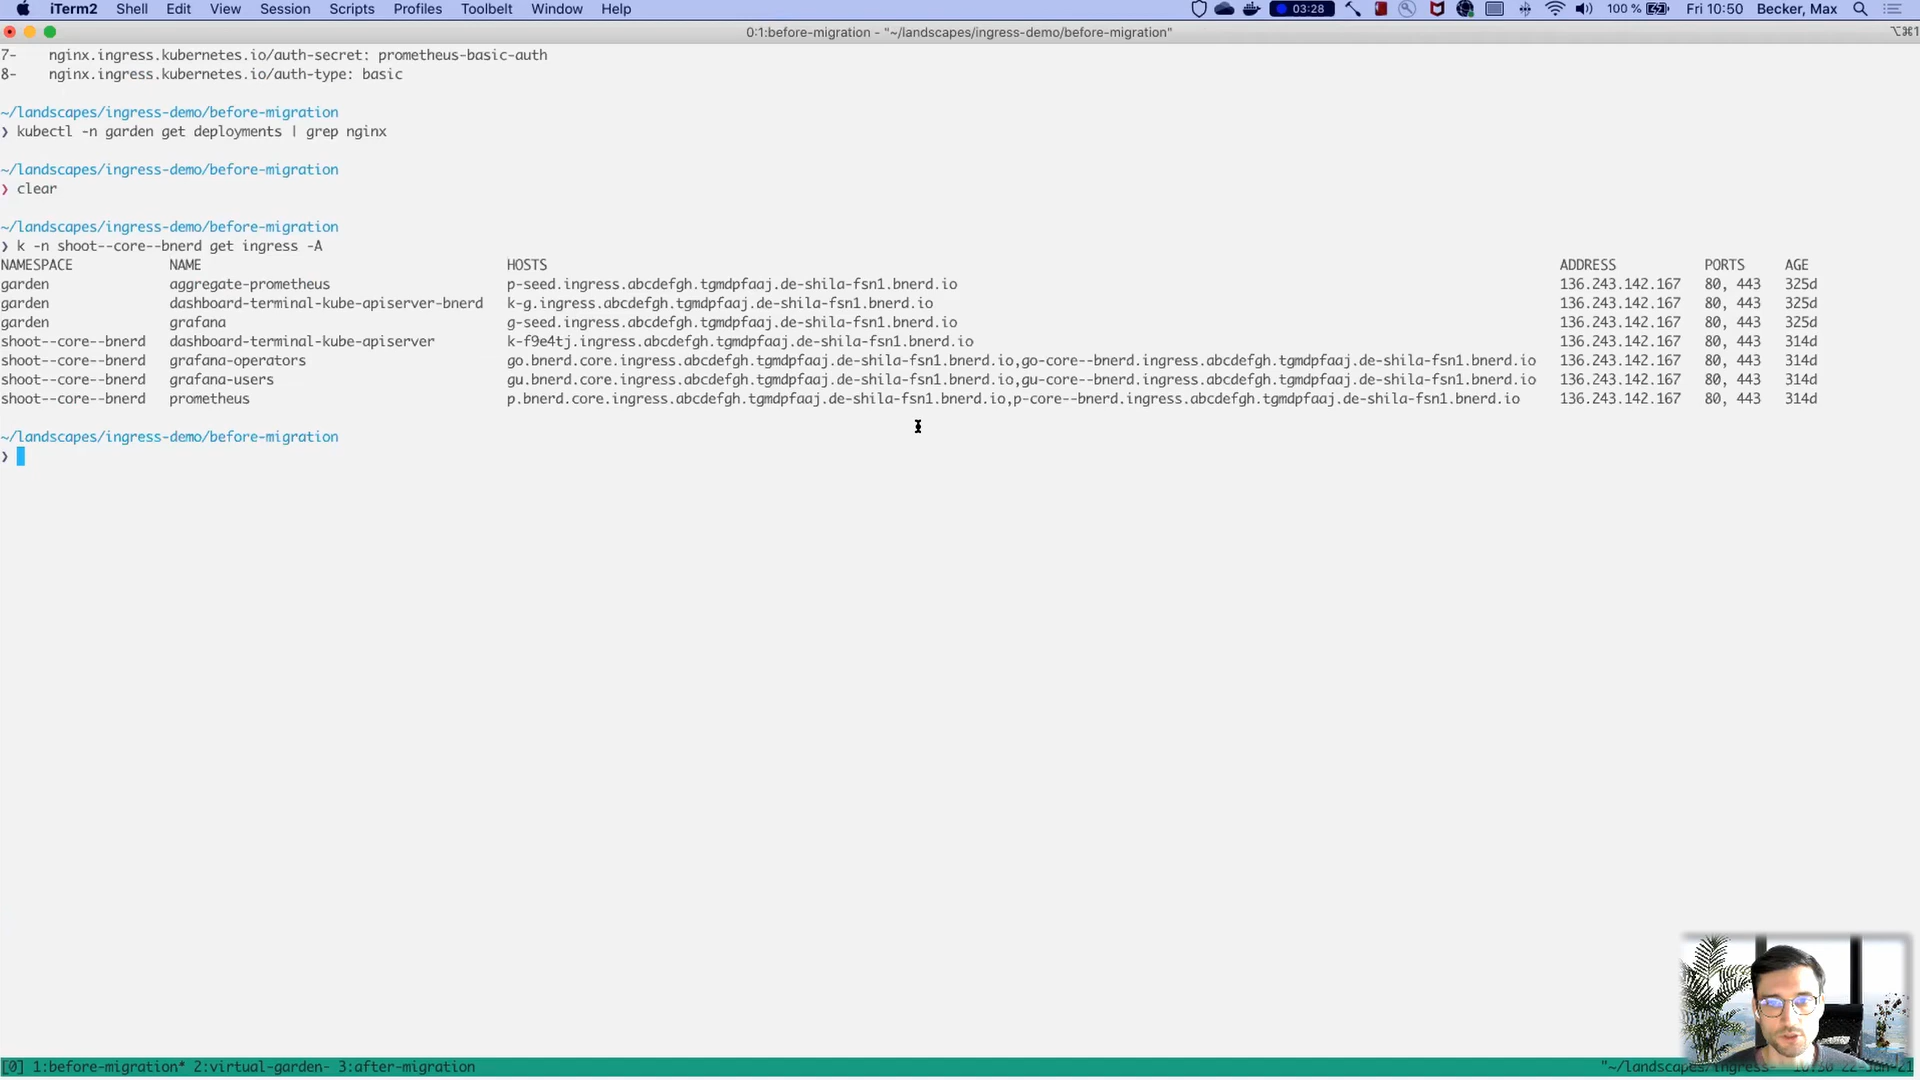 iTerm2 Shell Edit View Session Scripts Profiles Toolbelt Window Help 03:28 100 % Fri 10:50 Becker, Max
0:1:before-migration - "~/landscapes/ingress-demo/before-migration" ⌥⌘1
7-    nginx.ingress.kubernetes.io/auth-secret: prometheus-basic-auth
8-    nginx.ingress.kubernetes.io/auth-type: basic
~/landscapes/ingress-demo/before-migration
❯ kubectl -n garden get deployments | grep nginx
~/landscapes/ingress-demo/before-migration
❯ clear
~/landscapes/ingress-demo/before-migration
❯ k -n shoot--core--bnerd get ingress -A
NAMESPACE NAME HOSTS ADDRESS PORTS AGE
garden aggregate-prometheus p-seed.ingress.abcdefgh.tgmdpfaaj.de-shila-fsn1.bnerd.io 136.243.142.167 80, 443 325d
garden dashboard-terminal-kube-apiserver-bnerd k-g.ingress.abcdefgh.tgmdpfaaj.de-shila-fsn1.bnerd.io 136.243.142.167 80, 443 325d
garden grafana g-seed.ingress.abcdefgh.tgmdpfaaj.de-shila-fsn1.bnerd.io 136.243.142.167 80, 443 325d
shoot--core--bnerd dashboard-terminal-kube-apiserver k-f9e4tj.ingress.abcdefgh.tgmdpfaaj.de-shila-fsn1.bnerd.io 136.243.142.167 80, 443 314d
shoot--core--bnerd grafana-operators go.bnerd.core.ingress.abcdefgh.tgmdpfaaj.de-shila-fsn1.bnerd.io,go-core--bnerd.ingress.abcdefgh.tgmdpfaaj.de-shila-fsn1.bnerd.io 136.243.142.167 80, 443 314d
shoot--core--bnerd grafana-users gu.bnerd.core.ingress.abcdefgh.tgmdpfaaj.de-shila-fsn1.bnerd.io,gu-core--bnerd.ingress.abcdefgh.tgmdpfaaj.de-shila-fsn1.bnerd.io 136.243.142.167 80, 443 314d
shoot--core--bnerd prometheus p.bnerd.core.ingress.abcdefgh.tgmdpfaaj.de-shila-fsn1.bnerd.io,p-core--bnerd.ingress.abcdefgh.tgmdpfaaj.de-shila-fsn1.bnerd.io 136.243.142.167 80, 443 314d
~/landscapes/ingress-demo/before-migration
❯
[0] 1:before-migration* 2:virtual-garden- 3:after-migration "~/landscapes/ingress- 22-Jan-21